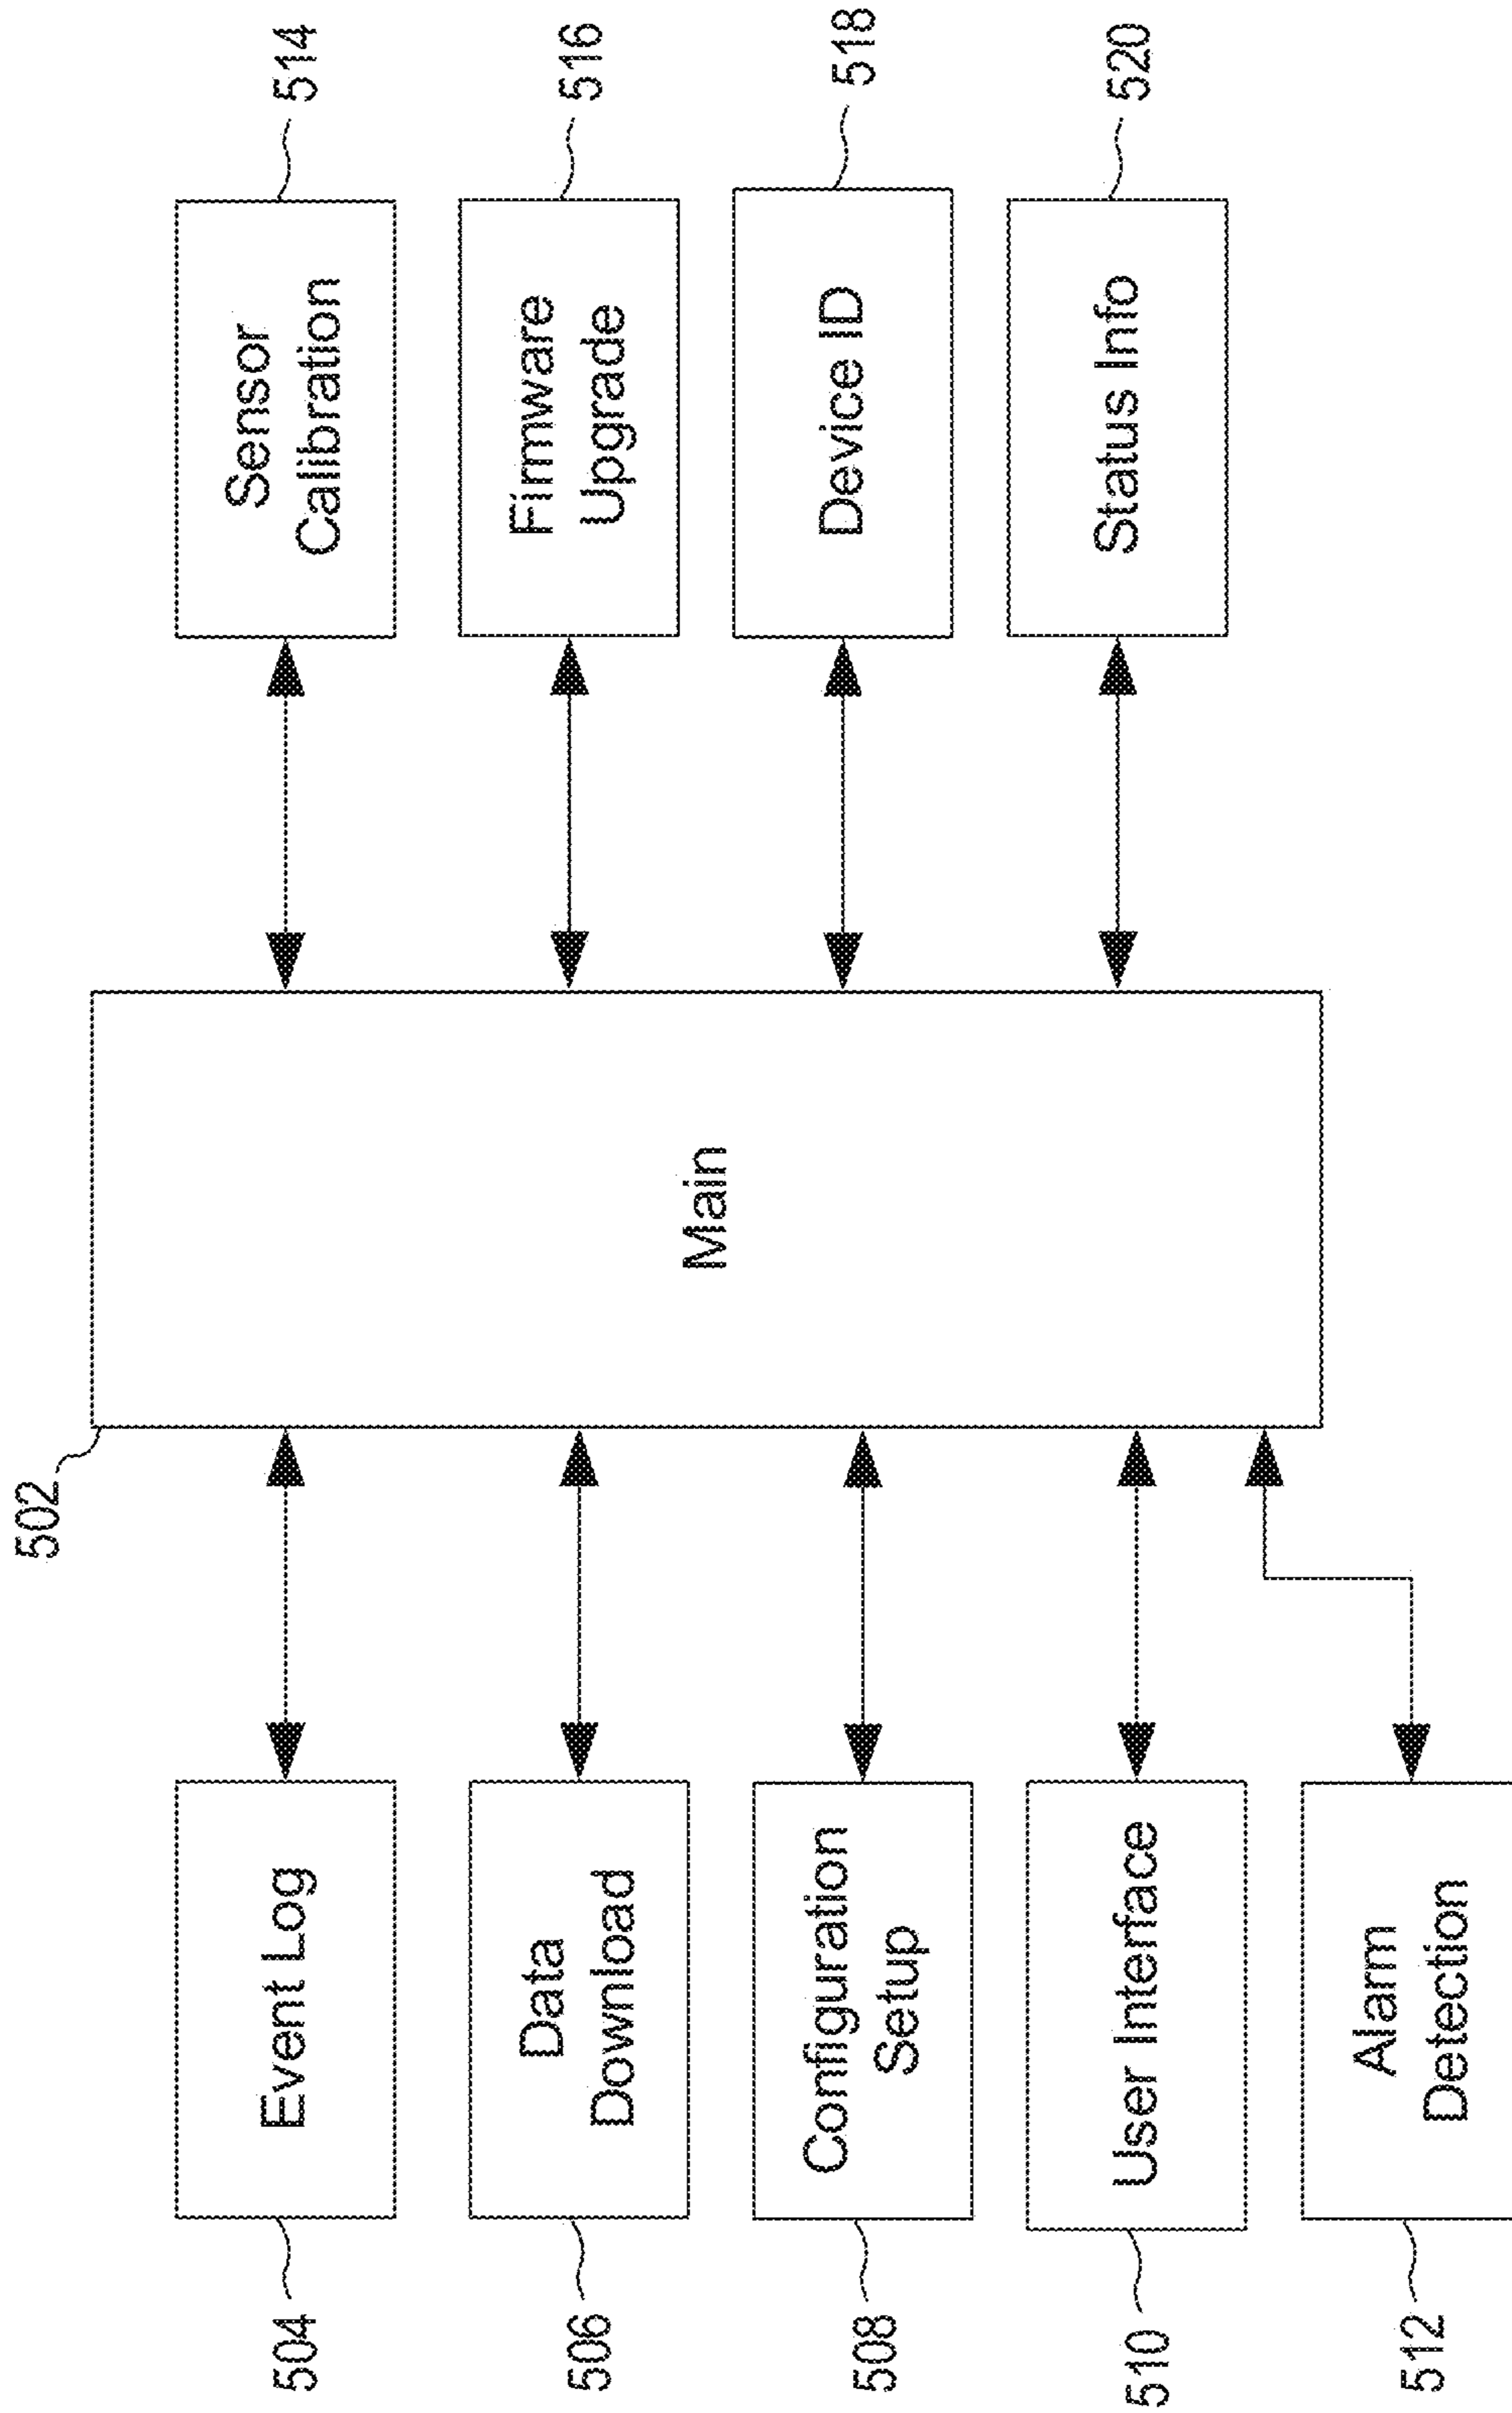 502
Main
504
Event Log
506
Data
Download
508
Configuration
Setup
510
User Interface
512
Alarm
Detection
Sensor
Calibration
514
Firmware
Upgrade
516
Device ID
518
Status Info
520